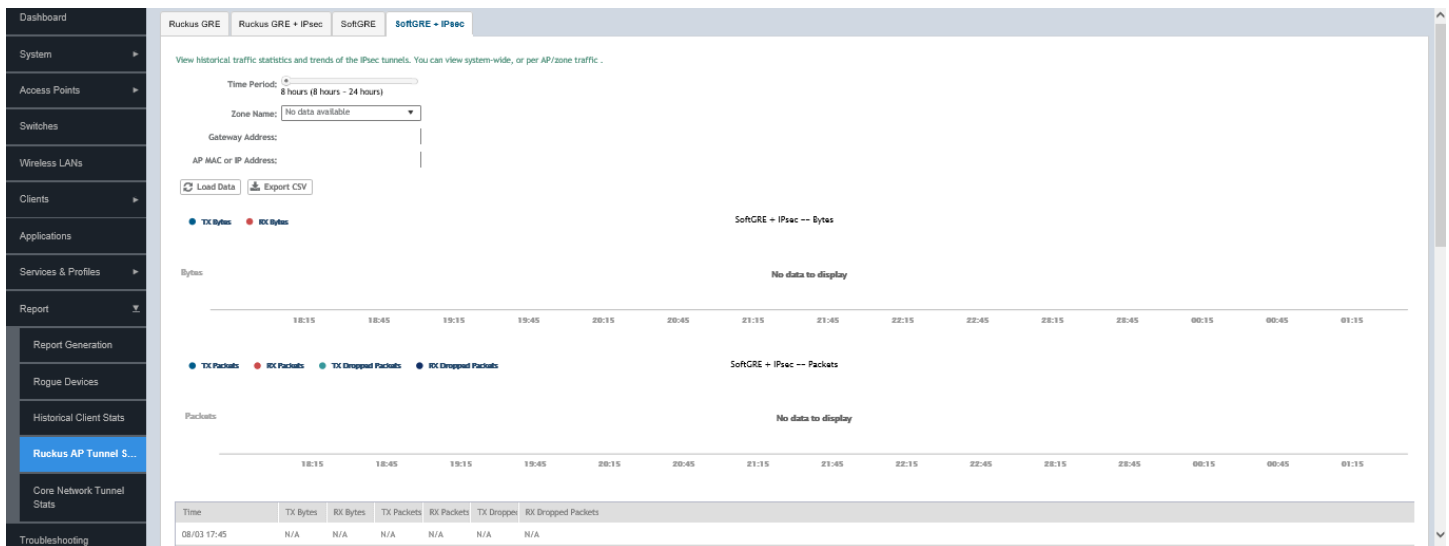 Dashboard
System
Access Points
Switches
Wireless LANs
Clients
Applications
Services & Profiles
Report
Report Generation
Rogue Devices
Historical Client Stats
Ruckus AP Tunnel S...
Core Network Tunnel
Stats
Troubleshooting
Ruckus GRE Ruckus GRE + IPsec SoftGRE SoftGRE + IPsec
View historical traffic statistics and trends of the IPsec tunnels. You can view system-wide, or per AP/zone traffic .
Time Period:
8 hours (8 hours - 24 hours)
Zone Name: No data available
Gateway Address:
AP MAC or IP Address:
Load Data Export CSV
TX Bytes RX Bytes SoftGRE + IPsec -- Bytes
Bytes No data to display
18:15 18:45 19:15 19:45 20:15 20:45 21:15 21:45 22:15 22:45 23:15 23:45 00:15 00:45 01:15
TX Packets RX Packets TX Dropped Packets RX Dropped Packets SoftGRE + IPsec -- Packets
Packets No data to display
18:15 18:45 19:15 19:45 20:15 20:45 21:15 21:45 22:15 22:45 23:15 23:45 00:15 00:45 01:15
Time TX Bytes RX Bytes TX Packets RX Packets TX Dropped RX Dropped Packets
08/03 17:45 N/A N/A N/A N/A N/A N/A